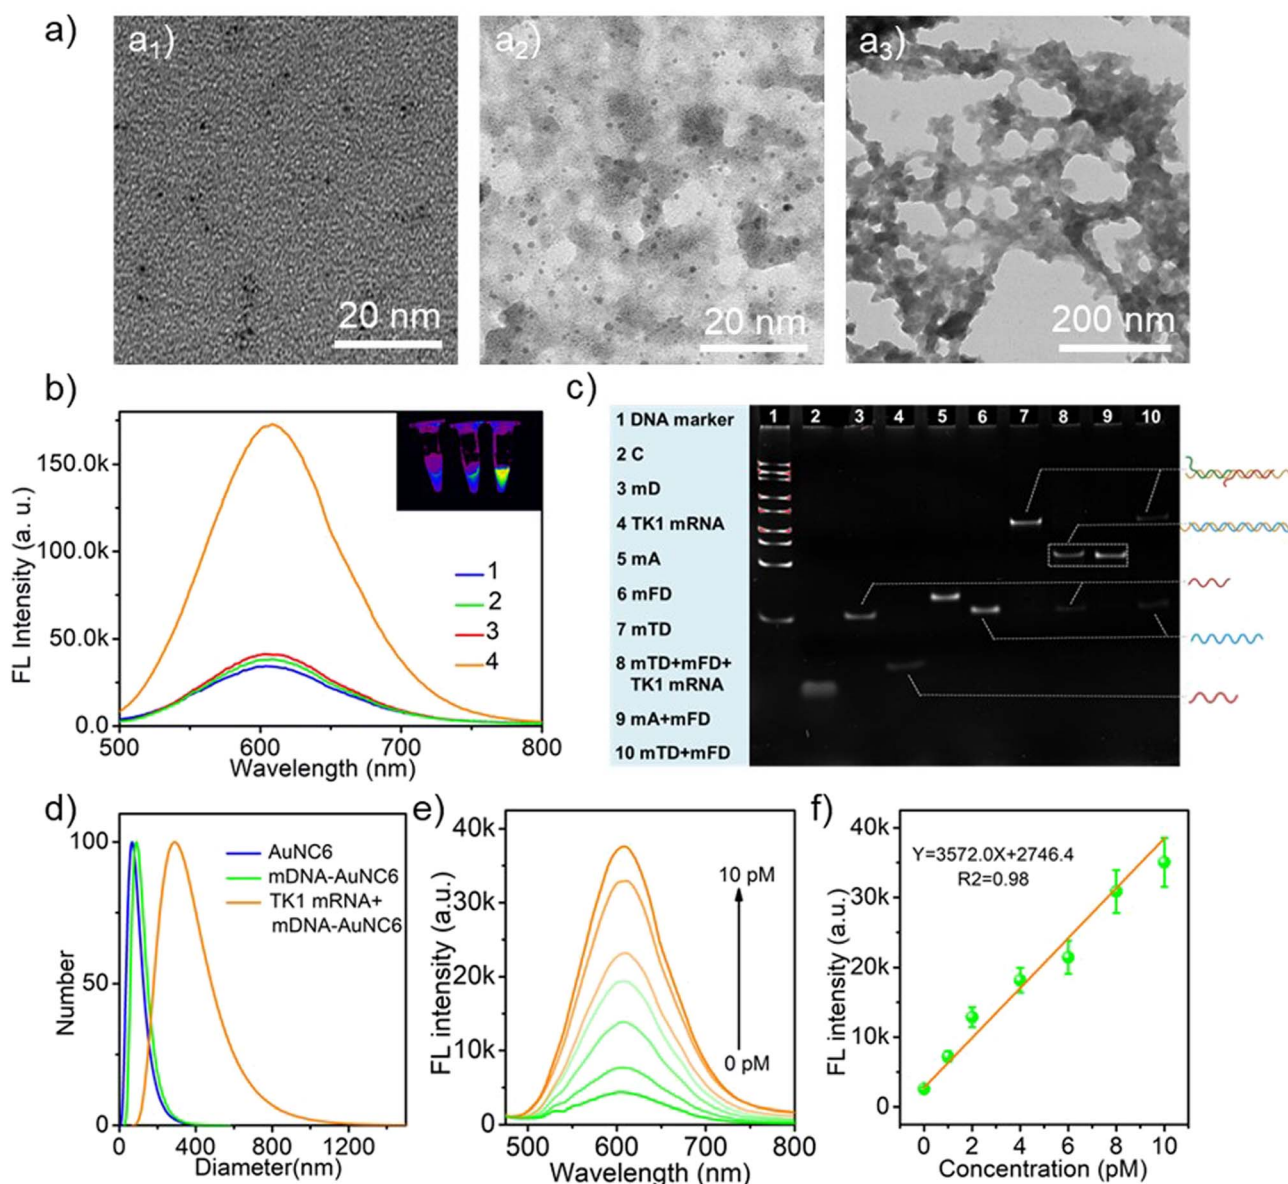 a)
a1)
20 nm
a2)
20 nm
a3)
200 nm
b)
FL Intensity (a. u.)
150.0k
100.0k
50.0k
0.0
500
600
700
800
Wavelength (nm)
1
2
3
4
c)
1 DNA marker
2 C
3 mD
4 TK1 mRNA
5 mA
6 mFD
7 mTD
8 mTD+mFD+
TK1 mRNA
9 mA+mFD
10 mTD+mFD
1 2 3 4 5 6 7 8 9 10
d)
Number
100
50
0
0 400 800 1200
Diameter(nm)
AuNC6
mDNA-AuNC6
TK1 mRNA+
mDNA-AuNC6
e)
FL intensity (a.u.)
40k
30k
20k
10k
0
500 600 700 800
Wavelength (nm)
10 pM
0 pM
f)
FL intensity (a.u.)
40k
30k
20k
10k
0
0 2 4 6 8 10
Concentration (pM)
Y=3572.0X+2746.4
R2=0.98